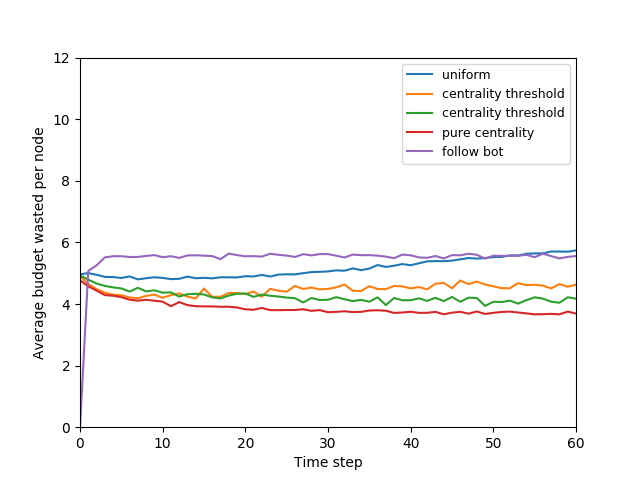 12
10
8
6
4
2
0
Average budget wasted per node
uniform
centrality threshold
centrality threshold
pure centrality
follow bot
0 10 20 30 40 50 60
Time step